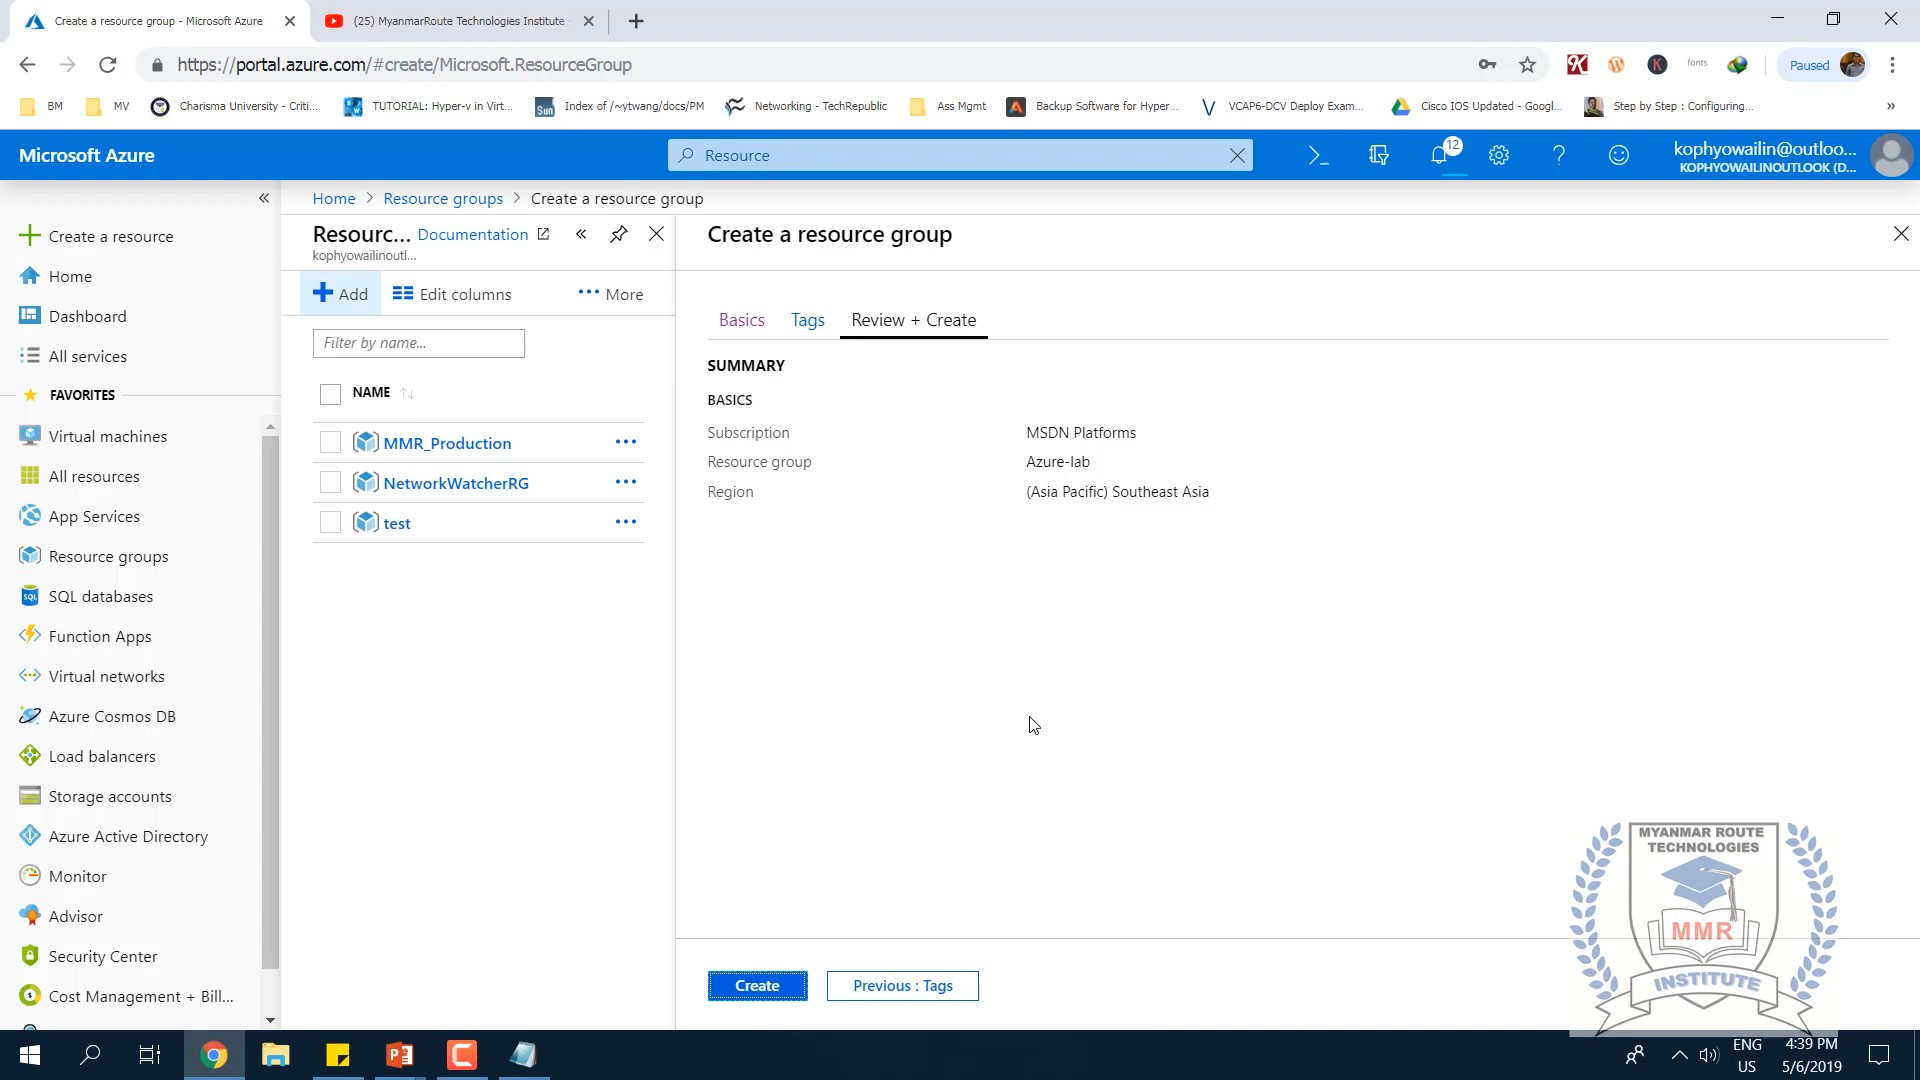 Create a resource group - Microsoft Azure
(25) MyanmarRoute Technologies Institute
https://portal.azure.com/#create/Microsoft.ResourceGroup
fonts
Paused
BM
MV
Charisma University - Criti...
TUTORIAL: Hyper-v in Virt...
Index of /~ytwang/docs/PM
Networking - TechRepublic
Ass Mgmt
Backup Software for Hyper...
VCAP6-DCV Deploy Exam...
Cisco IOS Updated - Googl...
Step by Step : Configuring...
»
Microsoft Azure
Resource
12
kophyowailin@outloo...
KOPHYOWAILINOUTLOOK (D...
Home > Resource groups > Create a resource group
Create a resource
Home
Dashboard
All services
FAVORITES
Virtual machines
All resources
App Services
Resource groups
SQL databases
Function Apps
Virtual networks
Azure Cosmos DB
Load balancers
Storage accounts
Azure Active Directory
Monitor
Advisor
Security Center
Cost Management + Bill...
Resourc...
Documentation
kophyowailinoutl...
Add
Edit columns
More
Filter by name...
NAME
MMR_Production
NetworkWatcherRG
test
Create a resource group
Basics
Tags
Review + Create
SUMMARY
BASICS
Subscription
MSDN Platforms
Resource group
Azure-lab
Region
(Asia Pacific) Southeast Asia
Create
Previous : Tags
MYANMAR ROUTE
TECHNOLOGIES
MMR
INSTITUTE
ENG
US
4:39 PM
5/6/2019